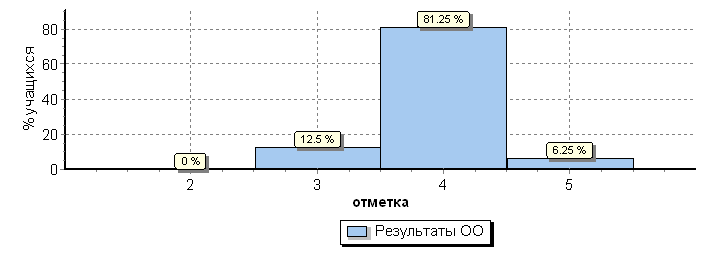 % учащихся
80
60
40
20
0
0 %
12.5 %
81.25 %
6.25 %
2 3 4 5
отметка
Результаты ОО